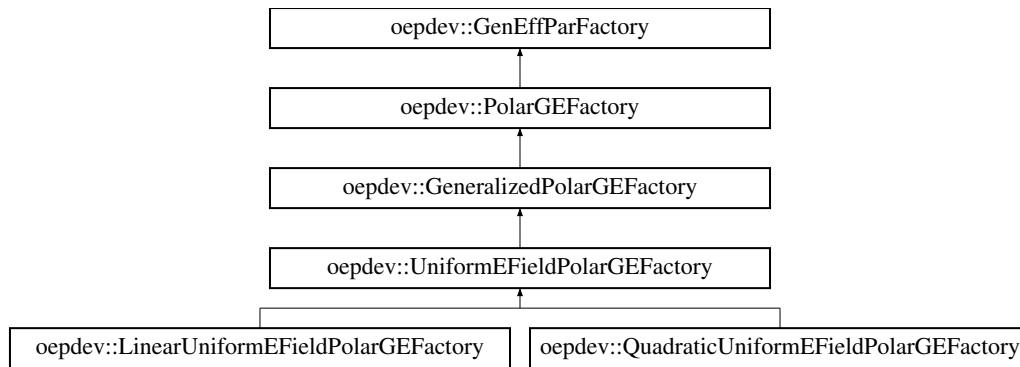 oepdev::GenEffParFactory
oepdev::PolarGEFactory
oepdev::GeneralizedPolarGEFactory
oepdev::UniformEFieldPolarGEFactory
oepdev::LinearUniformEFieldPolarGEFactory
oepdev::QuadraticUniformEFieldPolarGEFactory